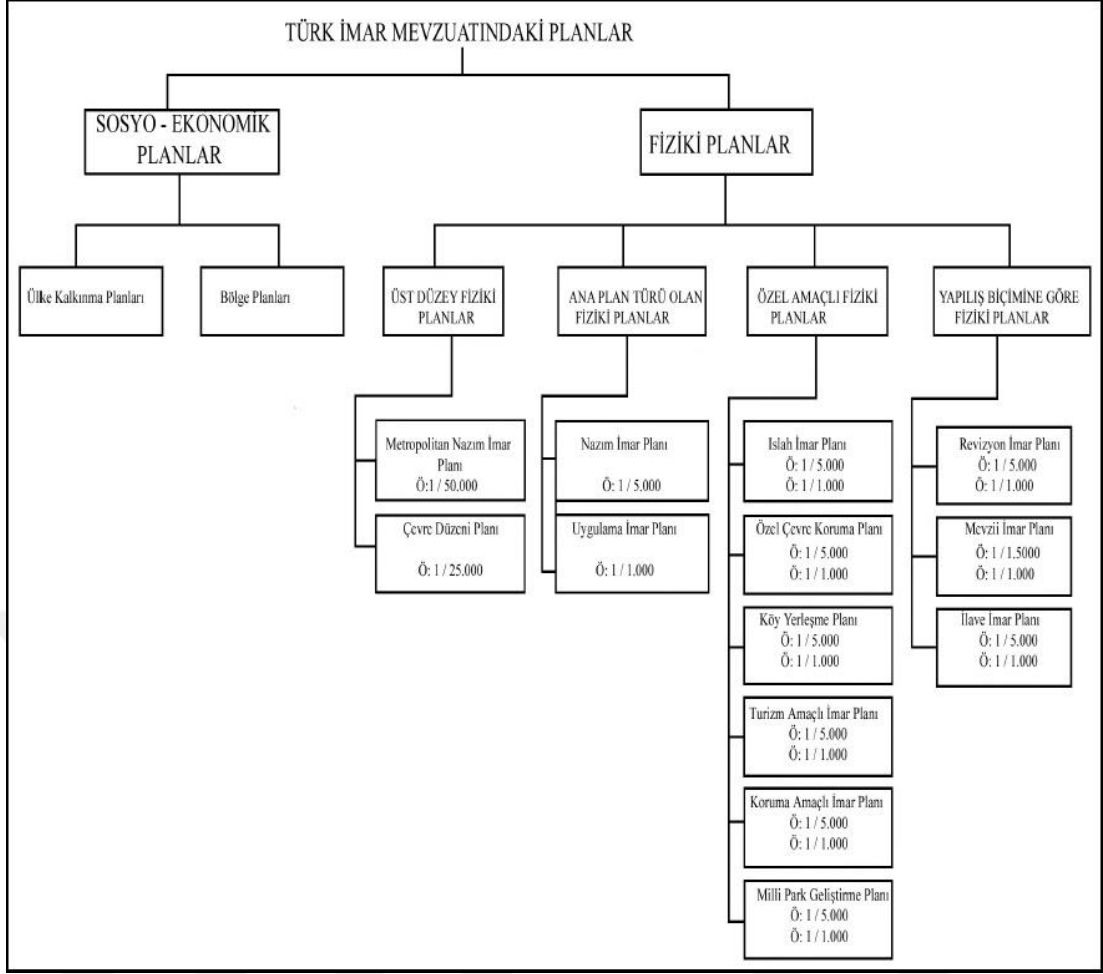 TÜRK İMAR MEVZUATINDAKİ PLANLAR
SOSYO - EKONOMİK
PLANLAR
FİZİKİ PLANLAR
Ülke Kalkınma Planları
Bölge Planları
ÜST DÜZEY FİZİKİ
PLANLAR
ANA PLAN TÜRÜ OLAN
FİZİKİ PLANLAR
ÖZEL AMAÇLI FİZİKİ
PLANLAR
YAPILIŞ BİÇİMİNE GÖRE
FİZİKİ PLANLAR
Metropolitan Nazım İmar
Planı
Ö:1 / 50.000
Çevre Düzeni Planı
Ö: 1 / 25.000
Nazım İmar Planı
Ö: 1 / 5.000
Uygulama İmar Planı
Ö: 1 / 1.000
Islah İmar Planı
Ö: 1 / 5.000
Ö: 1 / 1.000
Özel Çevre Koruma Planı
Ö: 1 / 5.000
Ö: 1 / 1.000
Köy Yerleşme Planı
Ö: 1 / 5.000
Ö: 1 / 1.000
Turizm Amaçlı İmar Planı
Ö: 1 / 5.000
Ö: 1 / 1.000
Koruma Amaçlı İmar Planı
Ö: 1 / 5.000
Ö: 1 / 1.000
Milli Park Geliştirme Planı
Ö: 1 / 5.000
Ö: 1 / 1.000
Revizyon İmar Planı
Ö: 1 / 5.000
Ö: 1 / 1.000
Mevzii İmar Planı
Ö: 1 / 1.5000
Ö: 1 / 1.000
İlave İmar Planı
Ö: 1 / 5.000
Ö: 1 / 1.000